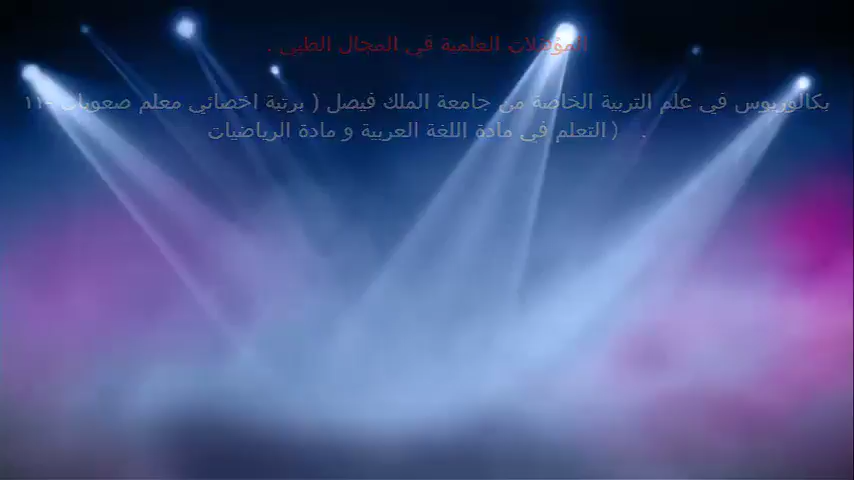 المؤهلات العلمية في المجال الطبي .
١١- بكالوريوس في علم التربية الخاصة من جامعة الملك فيصل ( برتبة اخصائي معلم صعوبات
التعلم في مادة اللغة العربية و مادة الرياضيات ) .